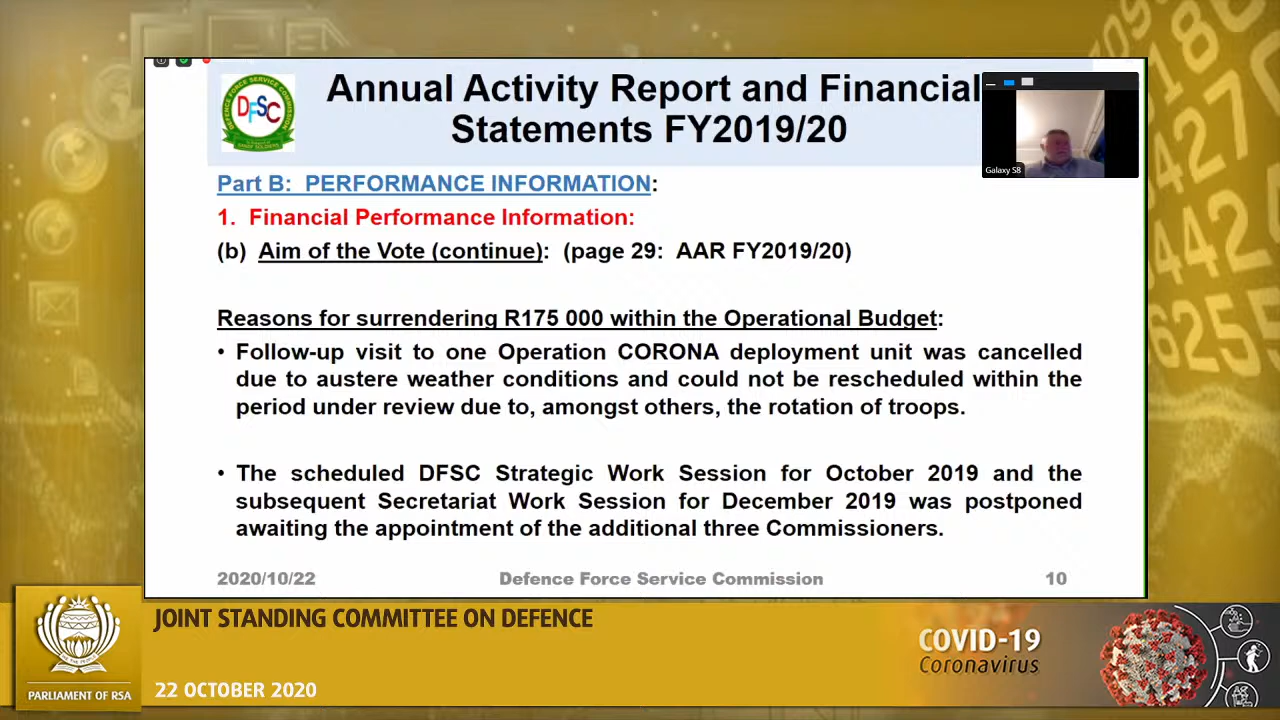 Annual Activity Report and Financial
Statements FY2019/20
DEFENCE FORCE SERVICE COMMISSION
DFSC
Galaxy S8
Part B: PERFORMANCE INFORMATION:
1. Financial Performance Information:
(b) Aim of the Vote (continue): (page 29: AAR FY2019/20)
Reasons for surrendering R175 000 within the Operational Budget:
• Follow-up visit to one Operation CORONA deployment unit was cancelled
due to austere weather conditions and could not be rescheduled within the
period under review due to, amongst others, the rotation of troops.
• The scheduled DFSC Strategic Work Session for October 2019 and the
subsequent Secretariat Work Session for December 2019 was postponed
awaiting the appointment of the additional three Commissioners.
2020/10/22 Defence Force Service Commission 10
JOINT STANDING COMMITTEE ON DEFENCE
COVID-19
Coronavirus
PARLIAMENT OF RSA
22 OCTOBER 2020